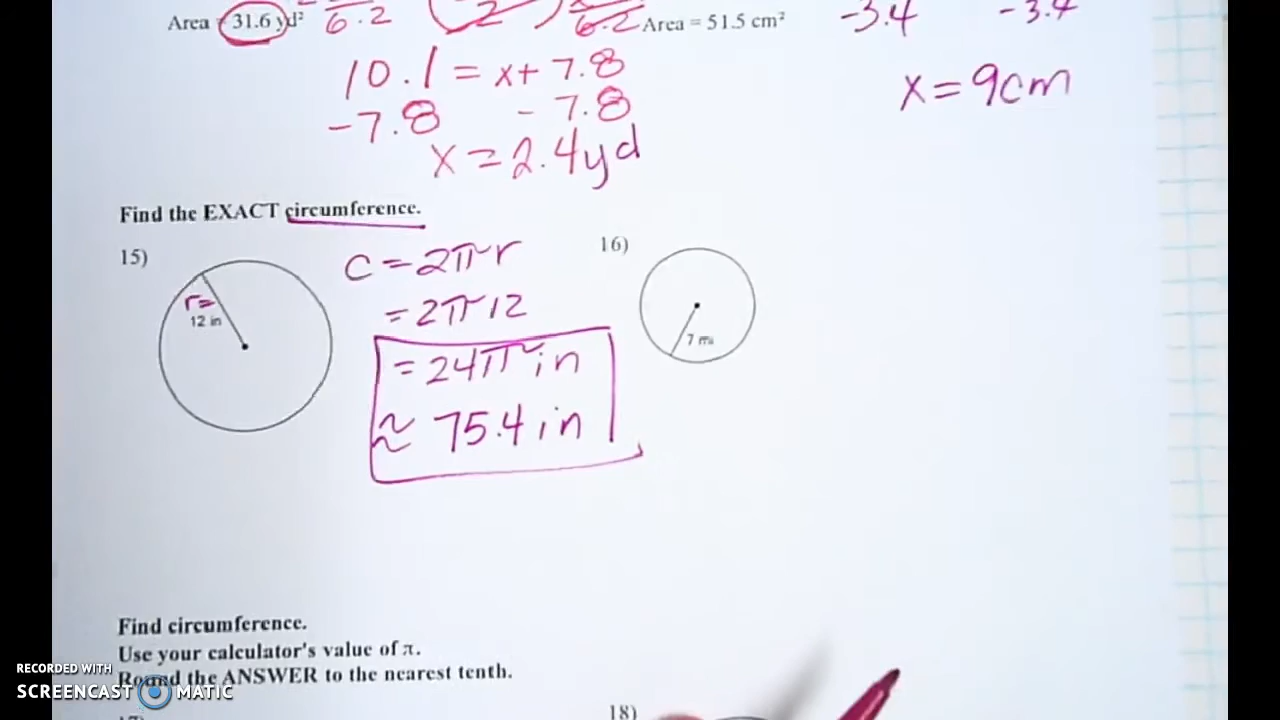 Area = 31.6 yd²
6.2
2
6.2
Area = 51.5 cm²
-3.4 -3.4
10.1 = x + 7.8
-7.8 - 7.8
x = 2.4yd
x = 9cm
Find the EXACT circumference.
15)
r=
12 in
C = 2πr
= 2π12
= 24π in
≈ 75.4 in
16)
Find circumference.
Use your calculator's value of π.
Round the ANSWER to the nearest tenth.
18)
RECORDED WITH
SCREENCAST MATIC